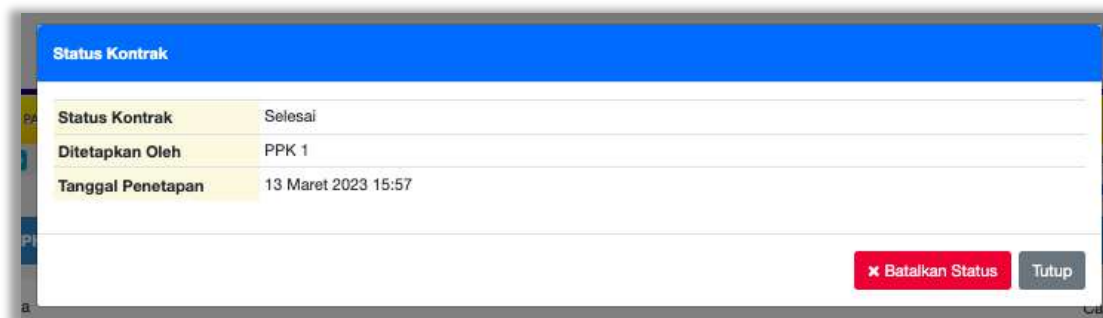 Status Kontrak
Status Kontrak Selesai
Ditetapkan Oleh PPK 1
Tanggal Penetapan 13 Maret 2023 15:57
× Batalkan Status Tutup